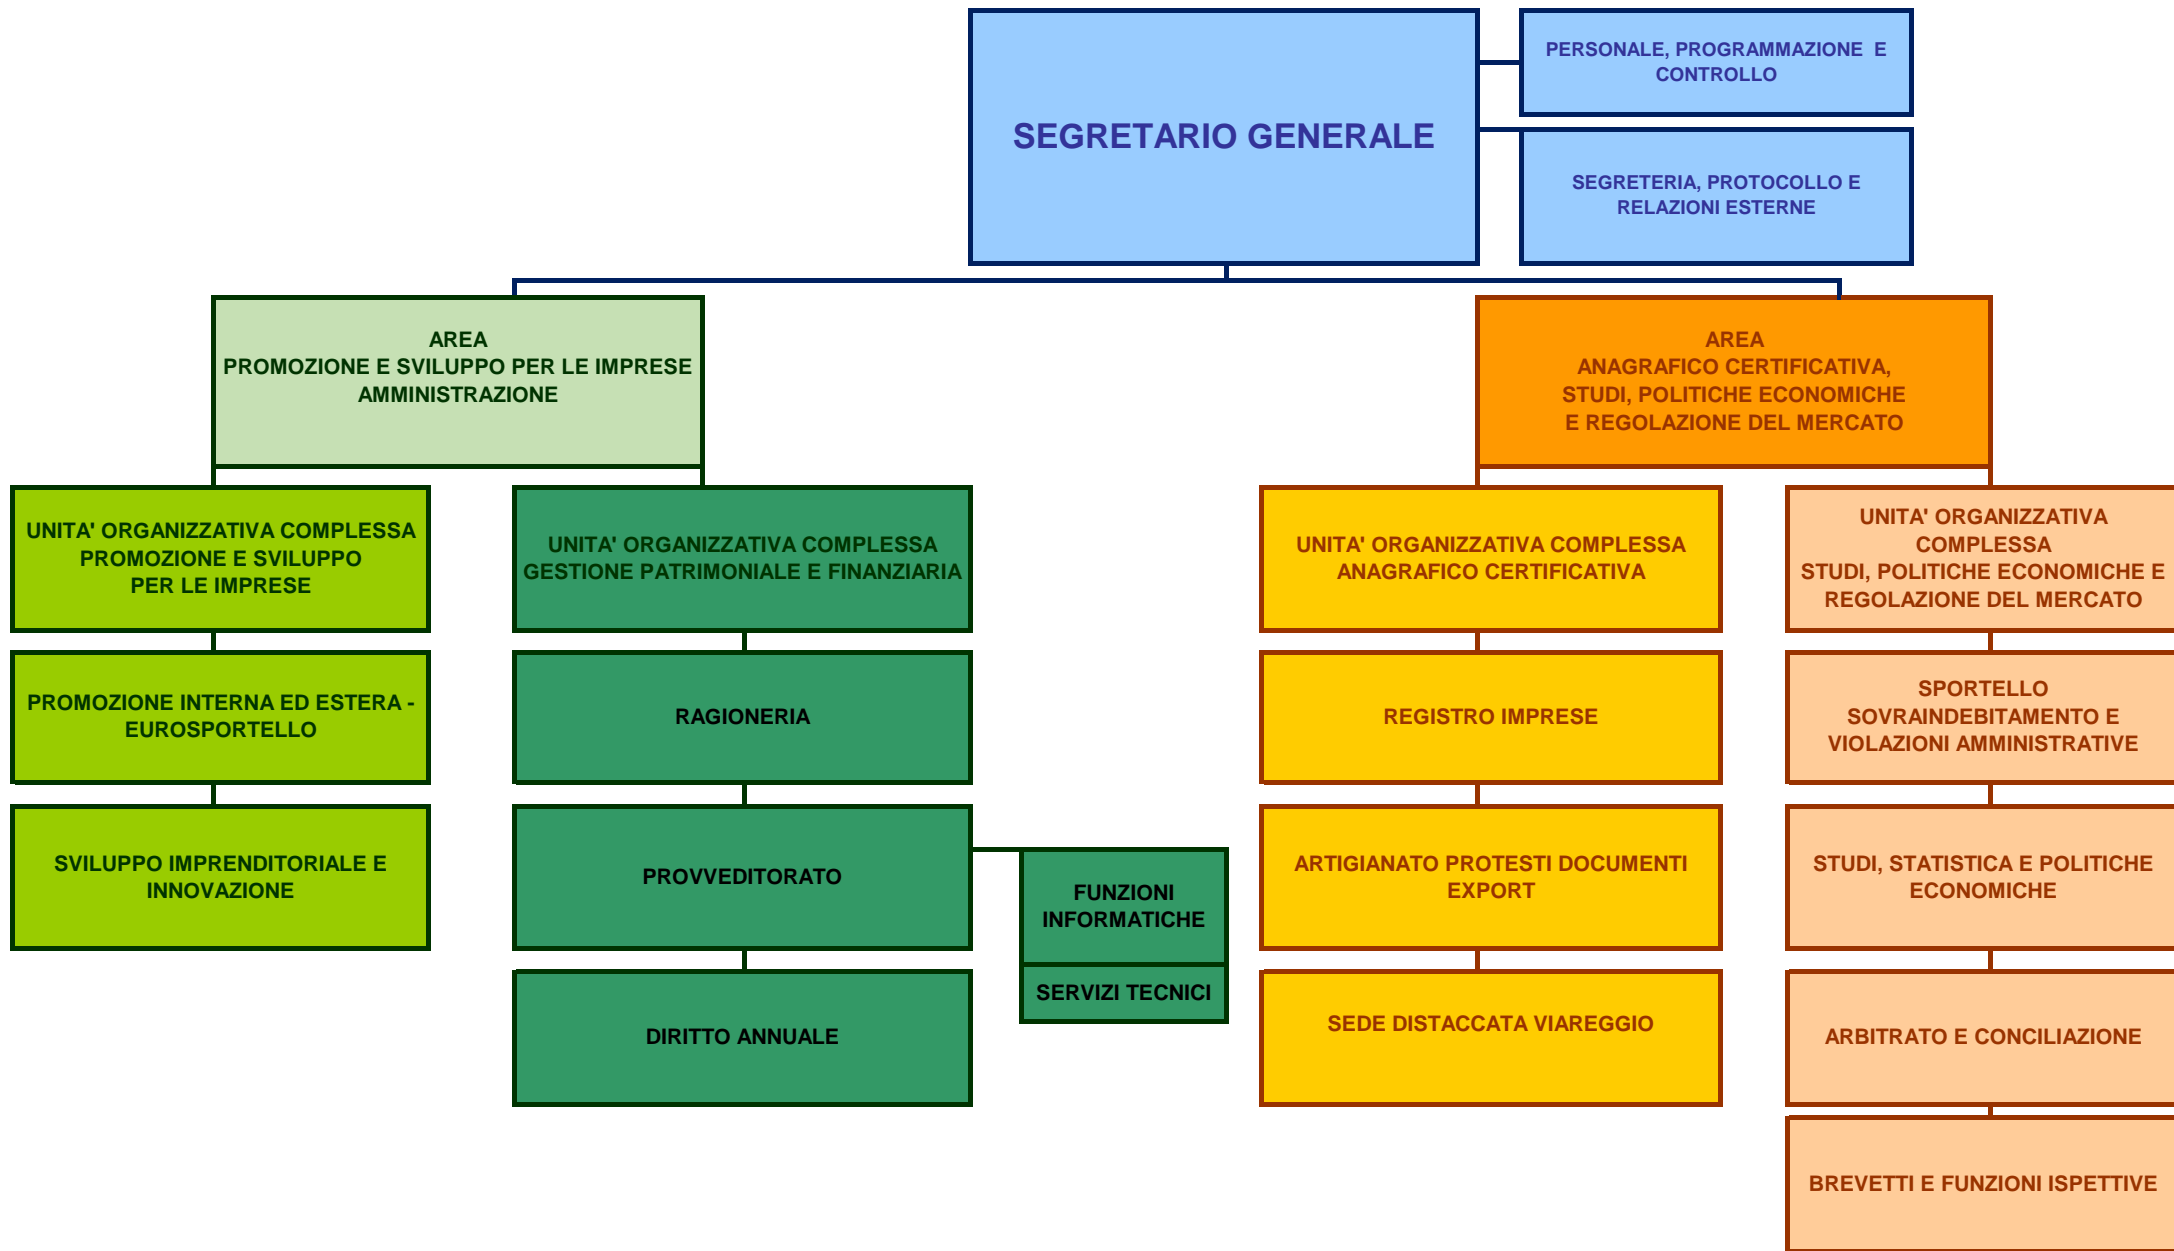 SEGRETARIO GENERALE
PERSONALE, PROGRAMMAZIONE E
CONTROLLO
SEGRETERIA, PROTOCOLLO E
RELAZIONI ESTERNE
AREA
PROMOZIONE E SVILUPPO PER LE IMPRESE
AMMINISTRAZIONE
AREA
ANAGRAFICO CERTIFICATIVA,
STUDI, POLITICHE ECONOMICHE
E REGOLAZIONE DEL MERCATO
UNITA' ORGANIZZATIVA COMPLESSA
PROMOZIONE E SVILUPPO
PER LE IMPRESE
PROMOZIONE INTERNA ED ESTERA -
EUROSPORTELLO
SVILUPPO IMPRENDITORIALE E
INNOVAZIONE
UNITA' ORGANIZZATIVA COMPLESSA
GESTIONE PATRIMONIALE E FINANZIARIA
RAGIONERIA
PROVVEDITORATO
FUNZIONI
INFORMATICHE
SERVIZI TECNICI
DIRITTO ANNUALE
UNITA' ORGANIZZATIVA COMPLESSA
ANAGRAFICO CERTIFICATIVA
REGISTRO IMPRESE
ARTIGIANATO PROTESTI DOCUMENTI
EXPORT
SEDE DISTACCATA VIAREGGIO
UNITA' ORGANIZZATIVA
COMPLESSA
STUDI, POLITICHE ECONOMICHE E
REGOLAZIONE DEL MERCATO
SPORTELLO
SOVRAINDEBITAMENTO E
VIOLAZIONI AMMINISTRATIVE
STUDI, STATISTICA E POLITICHE
ECONOMICHE
ARBITRATO E CONCILIAZIONE
BREVETTI E FUNZIONI ISPETTIVE